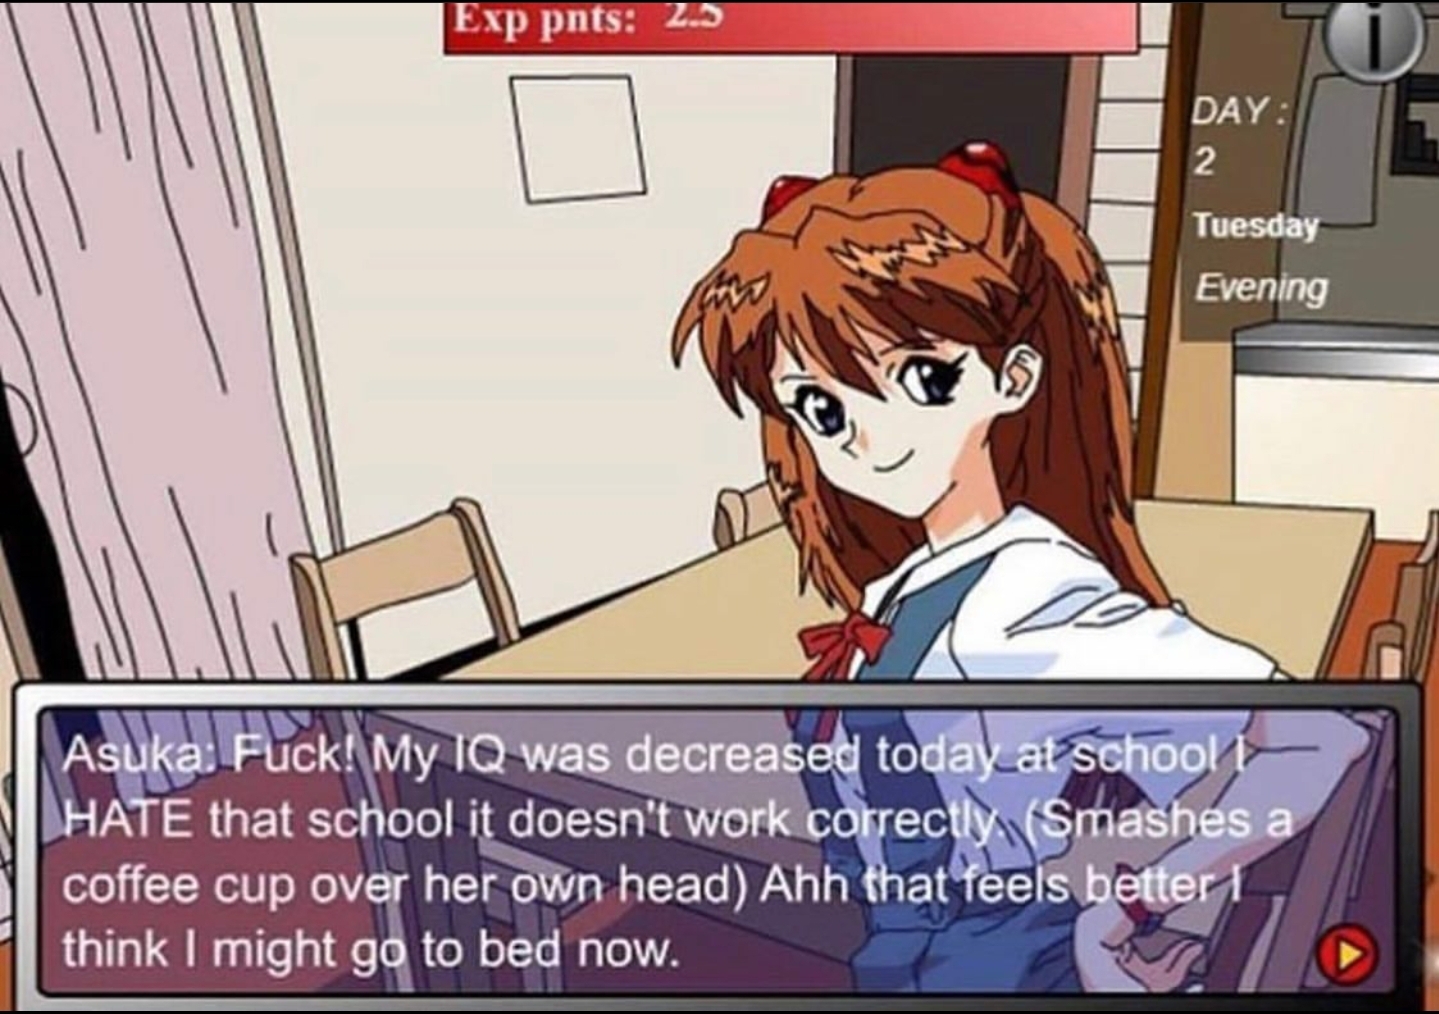 Exp pnts: 2.5
DAY :
2
Tuesday
Evening
Asuka: Fuck! My IQ was decreased today at school I
HATE that school it doesn't work correctly. (Smashes a
coffee cup over her own head) Ahh that feels better I
think I might go to bed now.